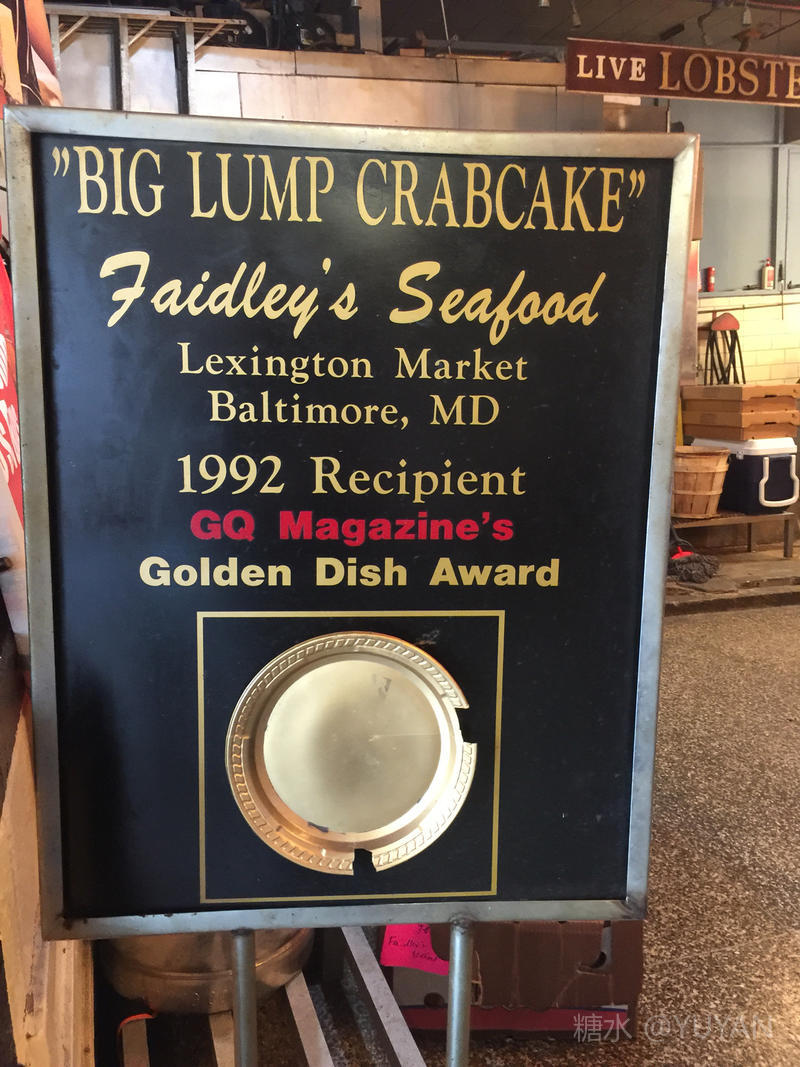 LIVE LOBSTE
"BIG LUMP CRABCAKE"
Faidley's Seafood
Lexington Market
Baltimore, MD
1992 Recipient
GQ Magazine's
Golden Dish Award
Faidley's
糖水 @YUYAN